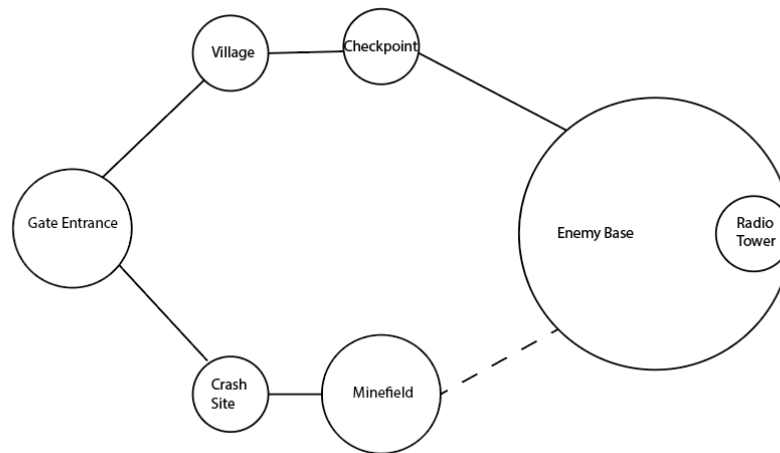 Village
Checkpoint
Gate Entrance
Enemy Base
Radio
Tower
Crash
Site
Minefield